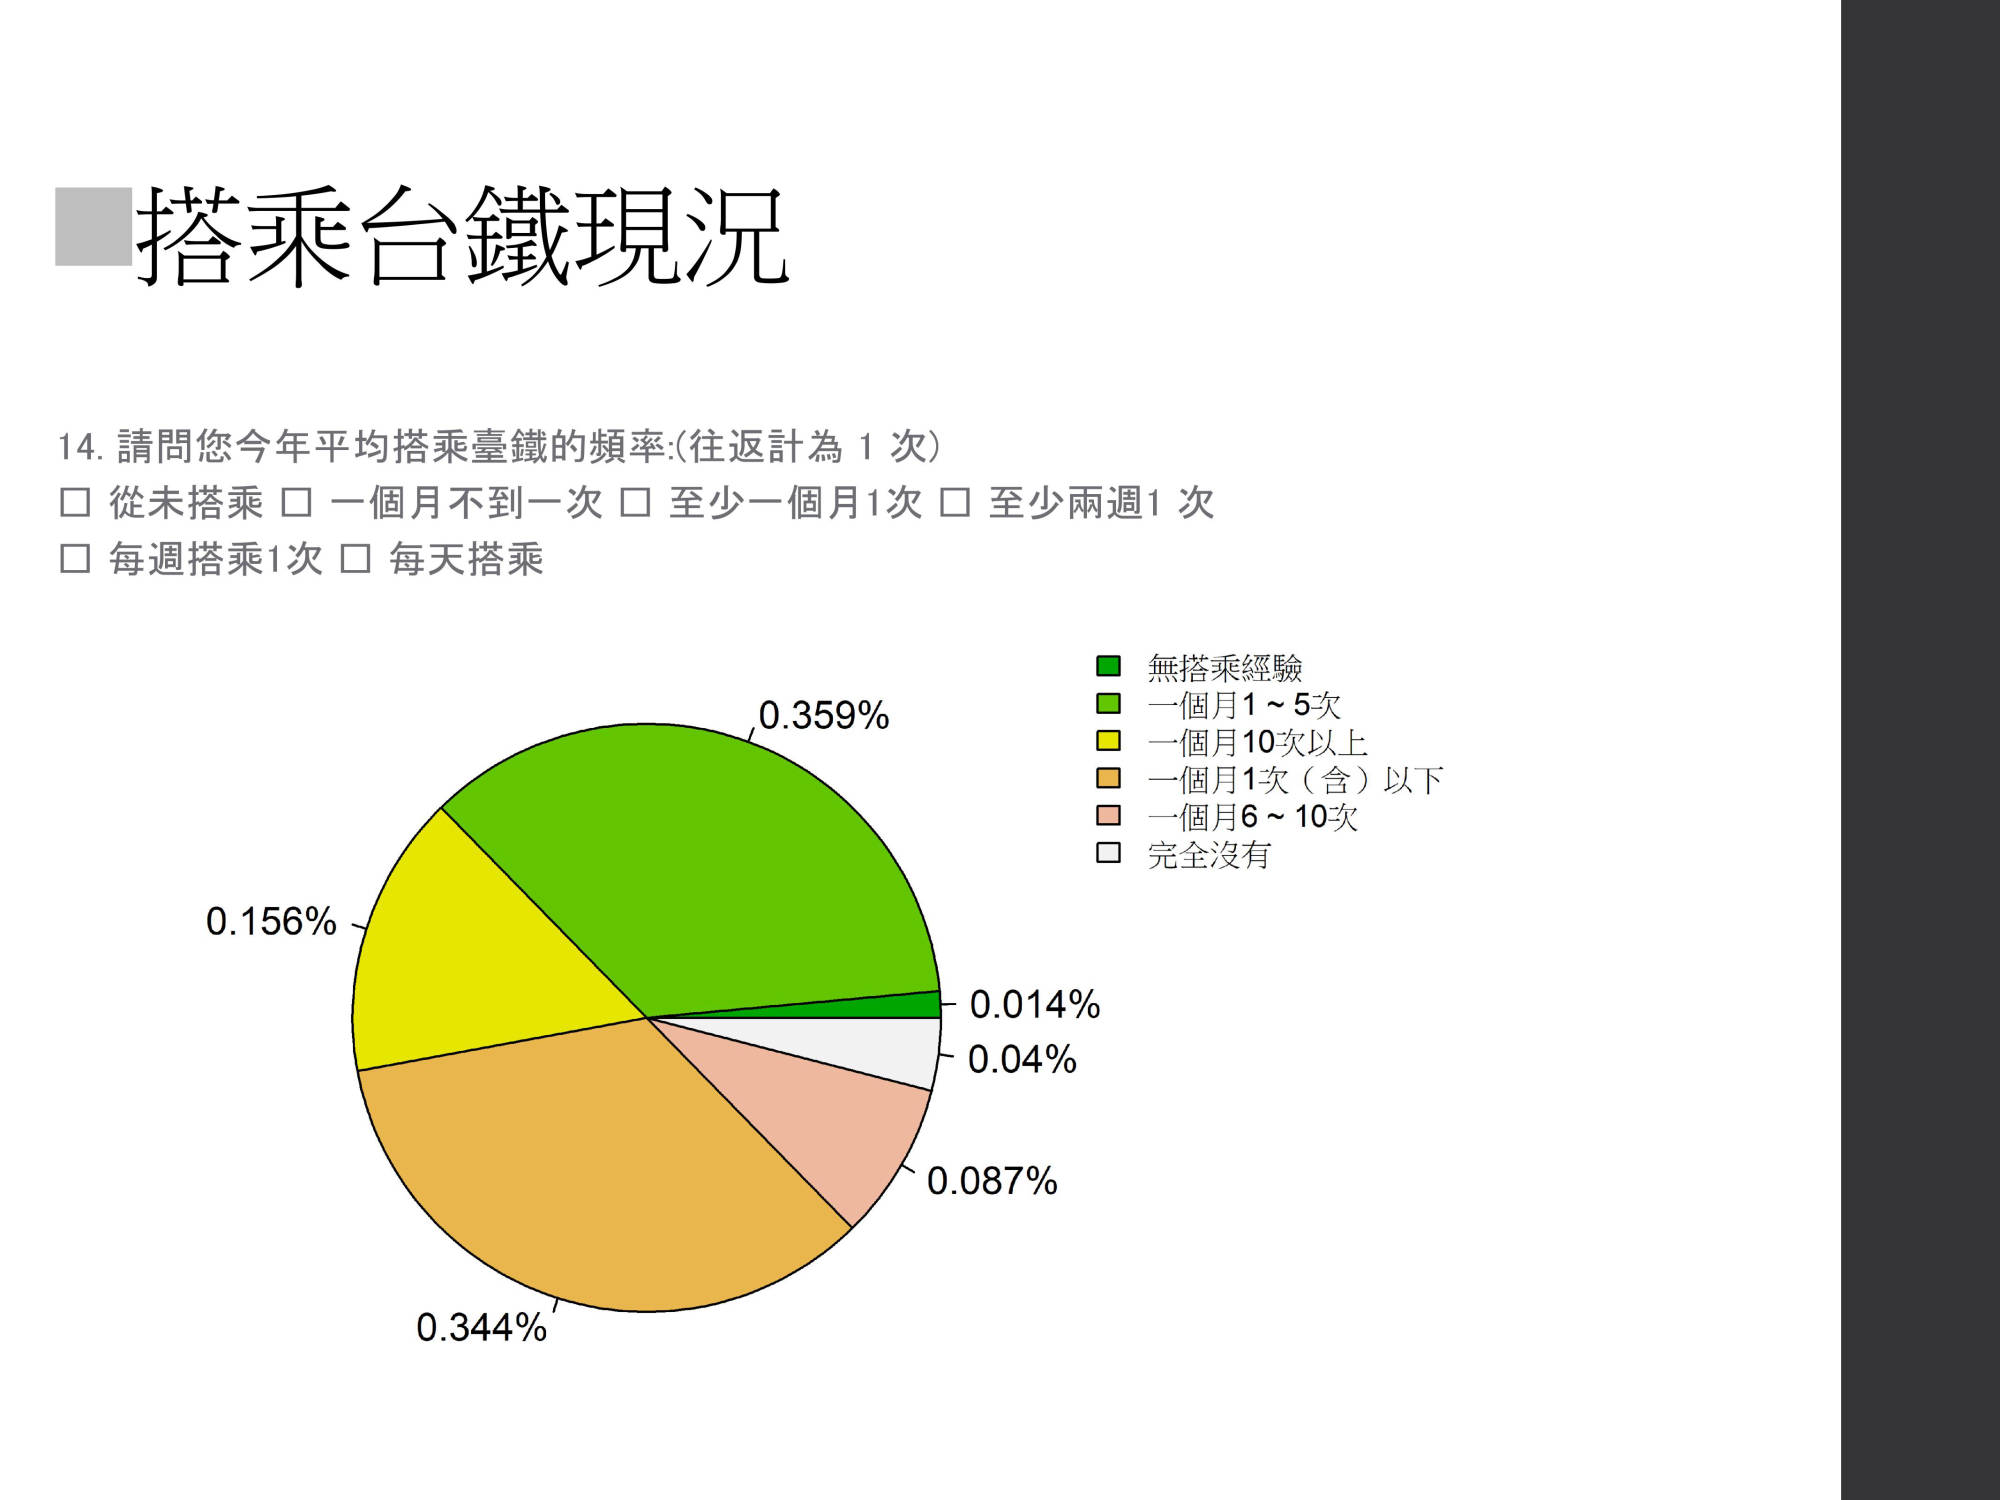 搭乘台鐵現況
14. 請問您今年平均搭乘臺鐵的頻率:(往返計為 1 次)
□ 從未搭乘 □ 一個月不到一次 □ 至少一個月1次 □ 至少兩週1 次
□ 每週搭乘1次 □ 每天搭乘
無搭乘經驗
一個月1 ~ 5次
一個月10次以上
一個月1次（含）以下
一個月6 ~ 10次
完全沒有
0.359%
0.156%
0.014%
0.04%
0.087%
0.344%